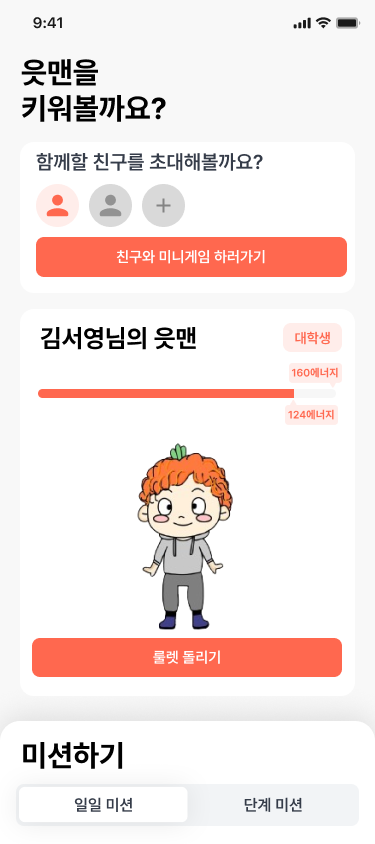 9:41
읏맨을
키워볼까요?
함께할 친구를 초대해볼까요?
친구와 미니게임 하러가기
김서영님의 읏맨
대학생
160에너지
124에너지
룰렛 돌리기
미션하기
일일 미션
단계 미션